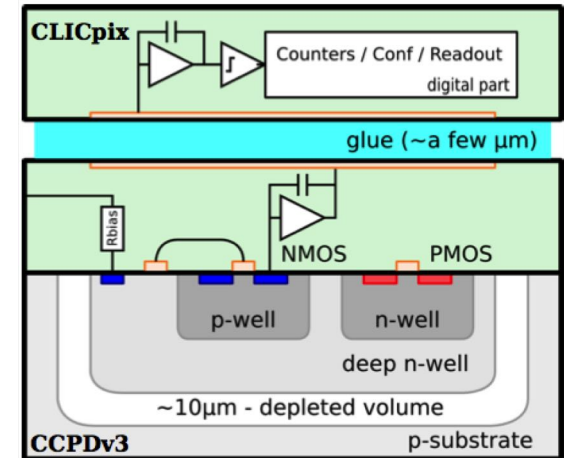 CLICpix
Counters / Conf / Readout
digital part
glue (~a few μm)
Rbias
NMOS
PMOS
p-well
n-well
deep n-well
~10μm - depleted volume
CCPDv3
p-substrate